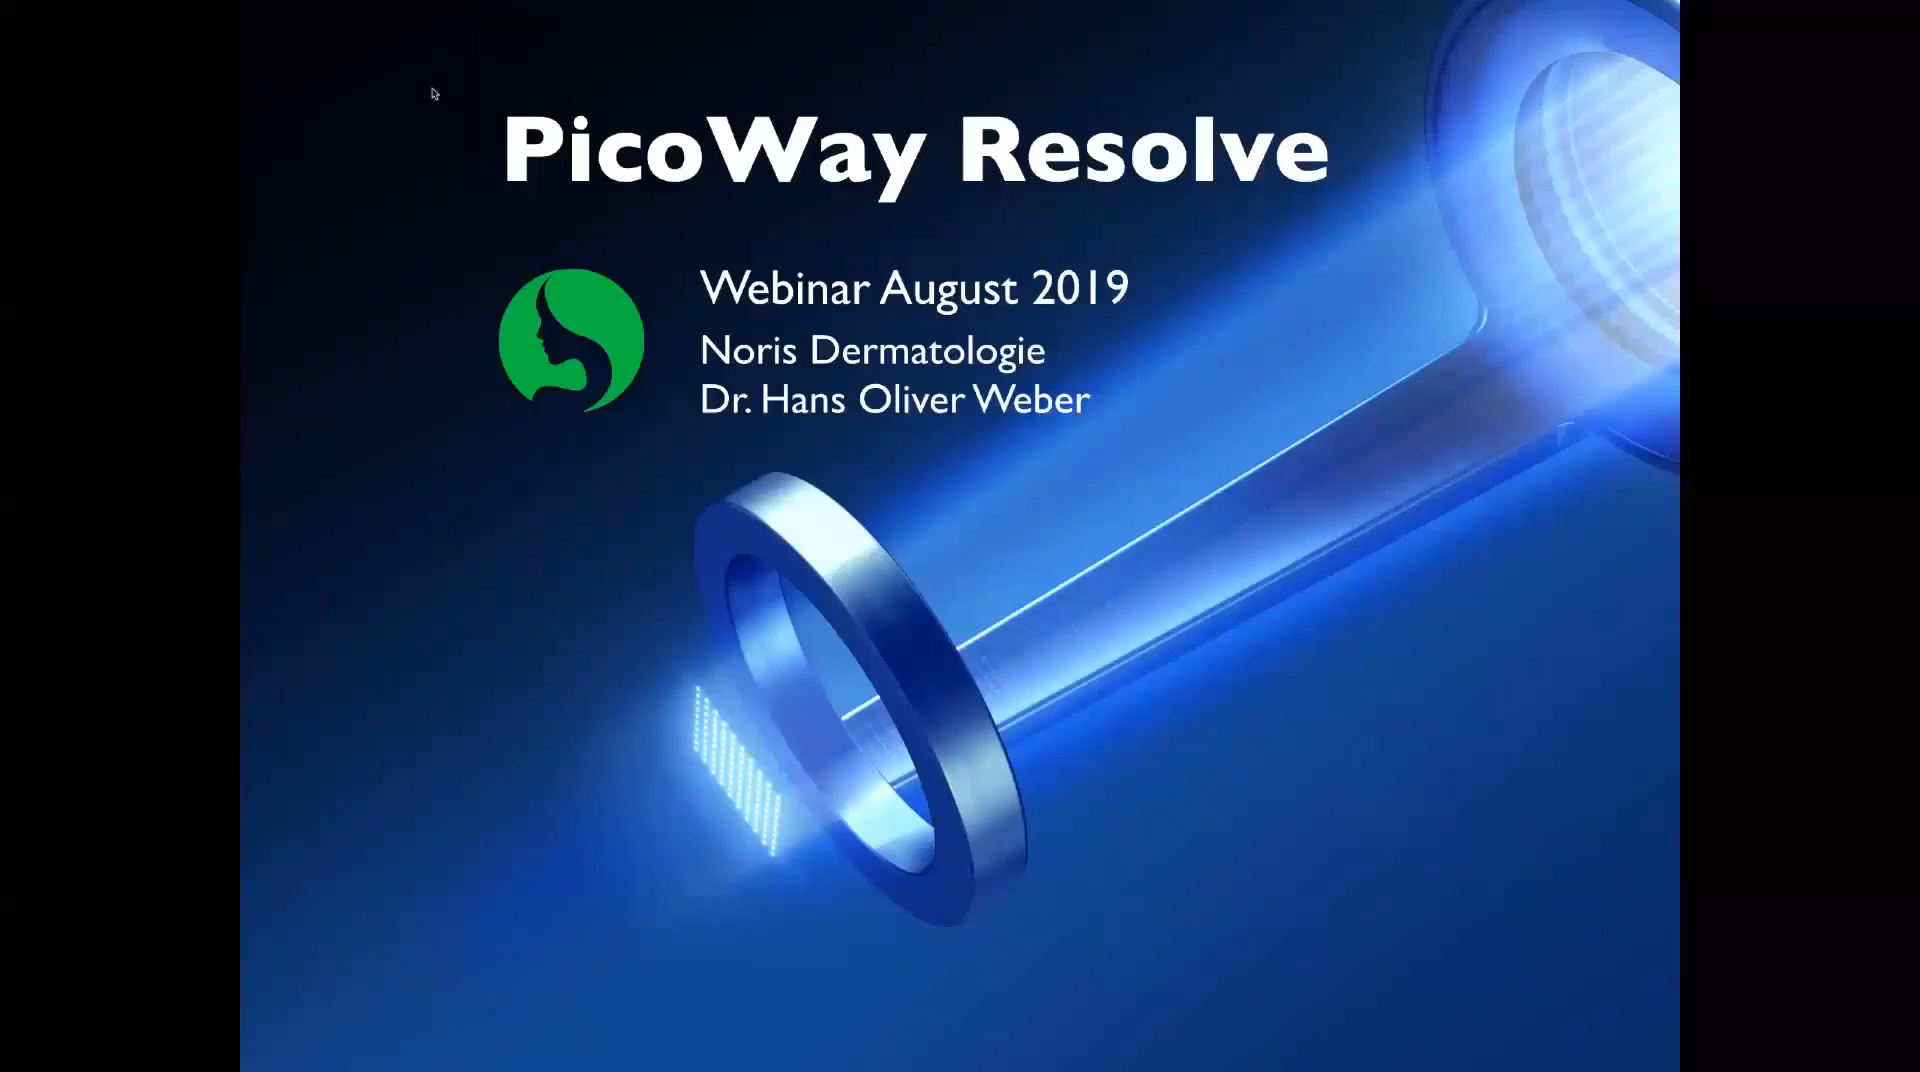 PicoWay Resolve
Webinar August 2019
Noris Dermatologie
Dr. Hans Oliver Weber